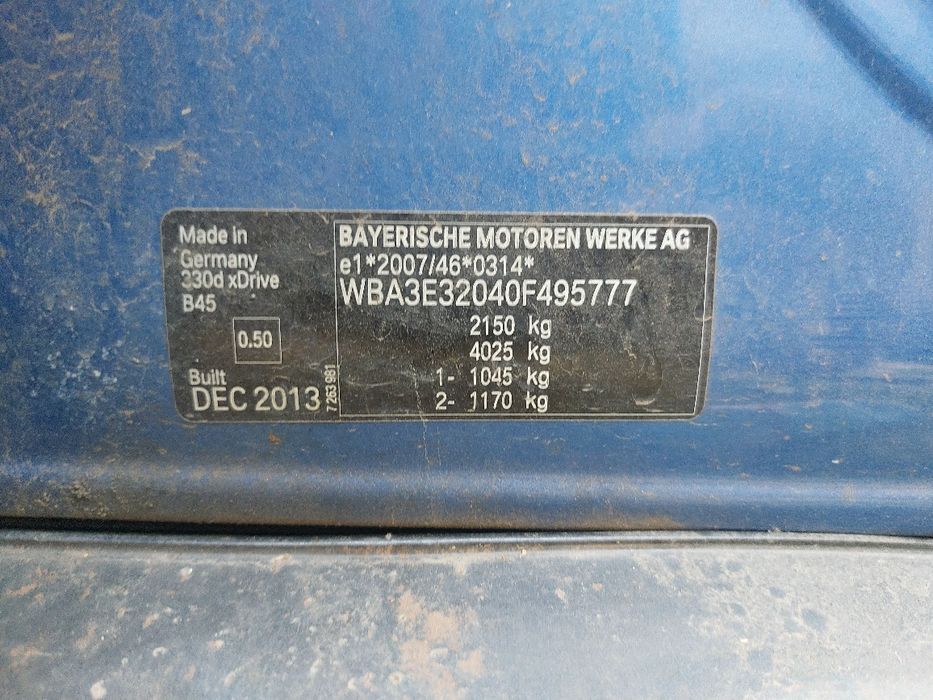 Made in
Germany
330d xDrive
B45
0.50
Built
DEC 2013
7 263 981
BAYERISCHE MOTOREN WERKE AG
e1*2007/46*0314*
WBA3E32040F495777
2150 kg
4025 kg
1- 1045 kg
2- 1170 kg